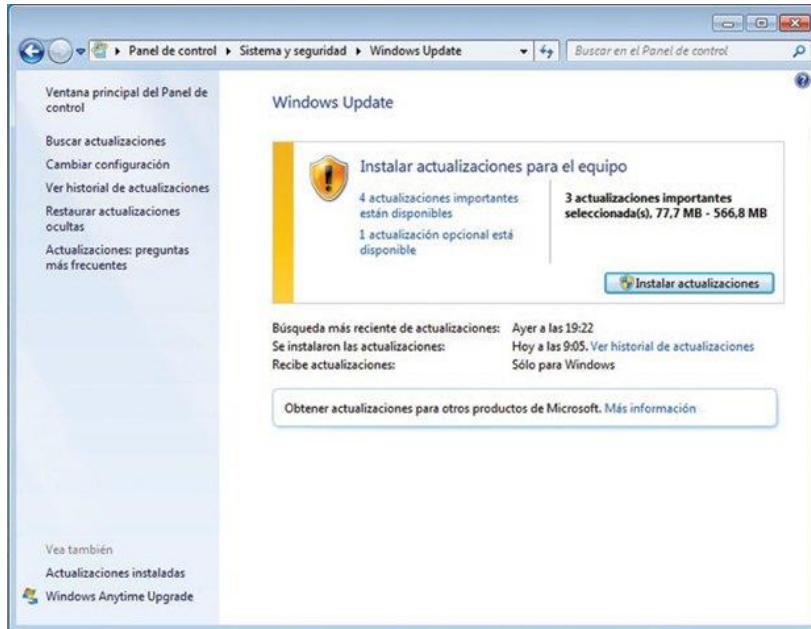 Panel de control ▸ Sistema y seguridad ▸ Windows Update
Buscar en el Panel de control
Ventana principal del Panel de
control
Buscar actualizaciones
Cambiar configuración
Ver historial de actualizaciones
Restaurar actualizaciones
ocultas
Actualizaciones: preguntas
más frecuentes
Windows Update
Instalar actualizaciones para el equipo
4 actualizaciones importantes
están disponibles
1 actualización opcional está
disponible
3 actualizaciones importantes
seleccionada(s), 77,7 MB - 566,8 MB
Instalar actualizaciones
Búsqueda más reciente de actualizaciones: Ayer a las 19:22
Se instalaron las actualizaciones: Hoy a las 9:05. Ver historial de actualizaciones
Recibe actualizaciones: Sólo para Windows
Obtener actualizaciones para otros productos de Microsoft. Más información
Vea también
Actualizaciones instaladas
Windows Anytime Upgrade